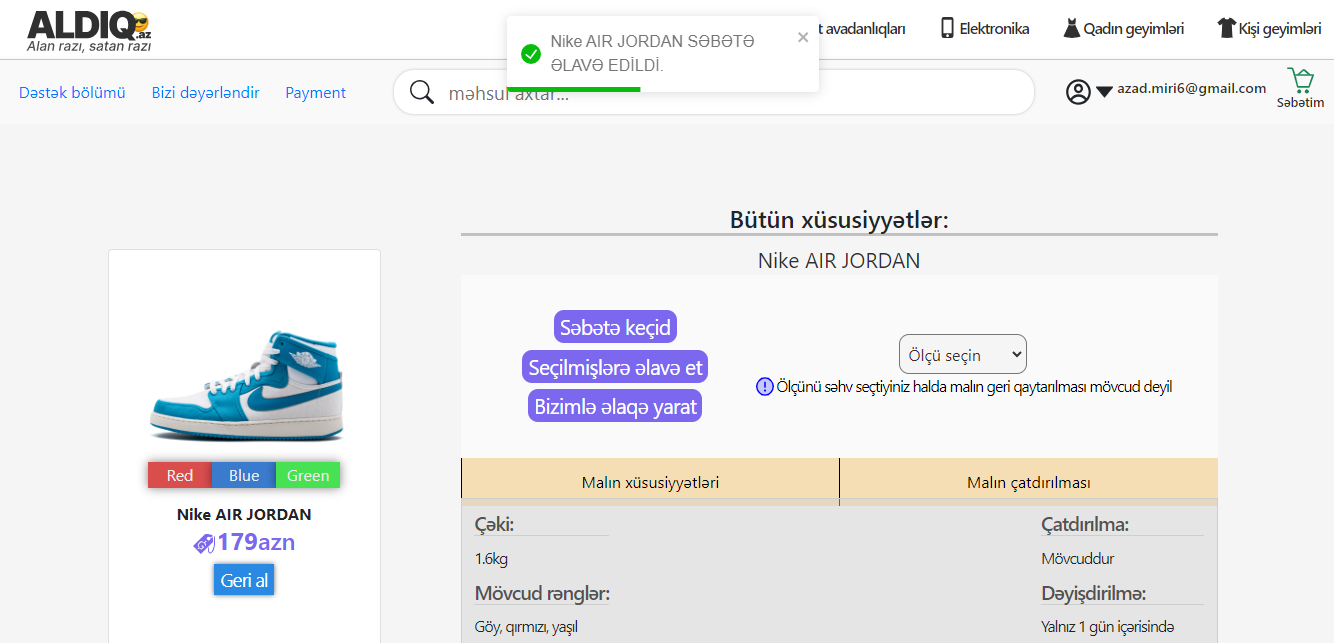 ALDIQ.az
Alan razı, satan razı
Nike AIR JORDAN SƏBƏTƏ
ƏLAVƏ EDİLDİ.
×
avadanlıqları
Elektronika
Qadın geyimləri
Kişi geyimləri
Dəstək bölümü
Bizi dəyərləndir
Payment
məhsul axtar...
azad.miri6@gmail.com
Səbətim
Bütün xüsusiyyətlər:
Nike AIR JORDAN
Səbətə keçid
Seçilmişlərə əlavə et
Bizimlə əlaqə yarat
Ölçü seçin
Ölçünü səhv seçtiyiniz halda malın geri qaytarılması mövcud deyil
Red
Blue
Green
Nike AIR JORDAN
179azn
Geri al
Malın xüsusiyyətləri
Malın çatdırılması
Çəki:
1.6kg
Mövcud rənglər:
Göy, qırmızı, yaşıl
Çatdırılma:
Mövcuddur
Dəyişdirilmə:
Yalnız 1 gün içərisində